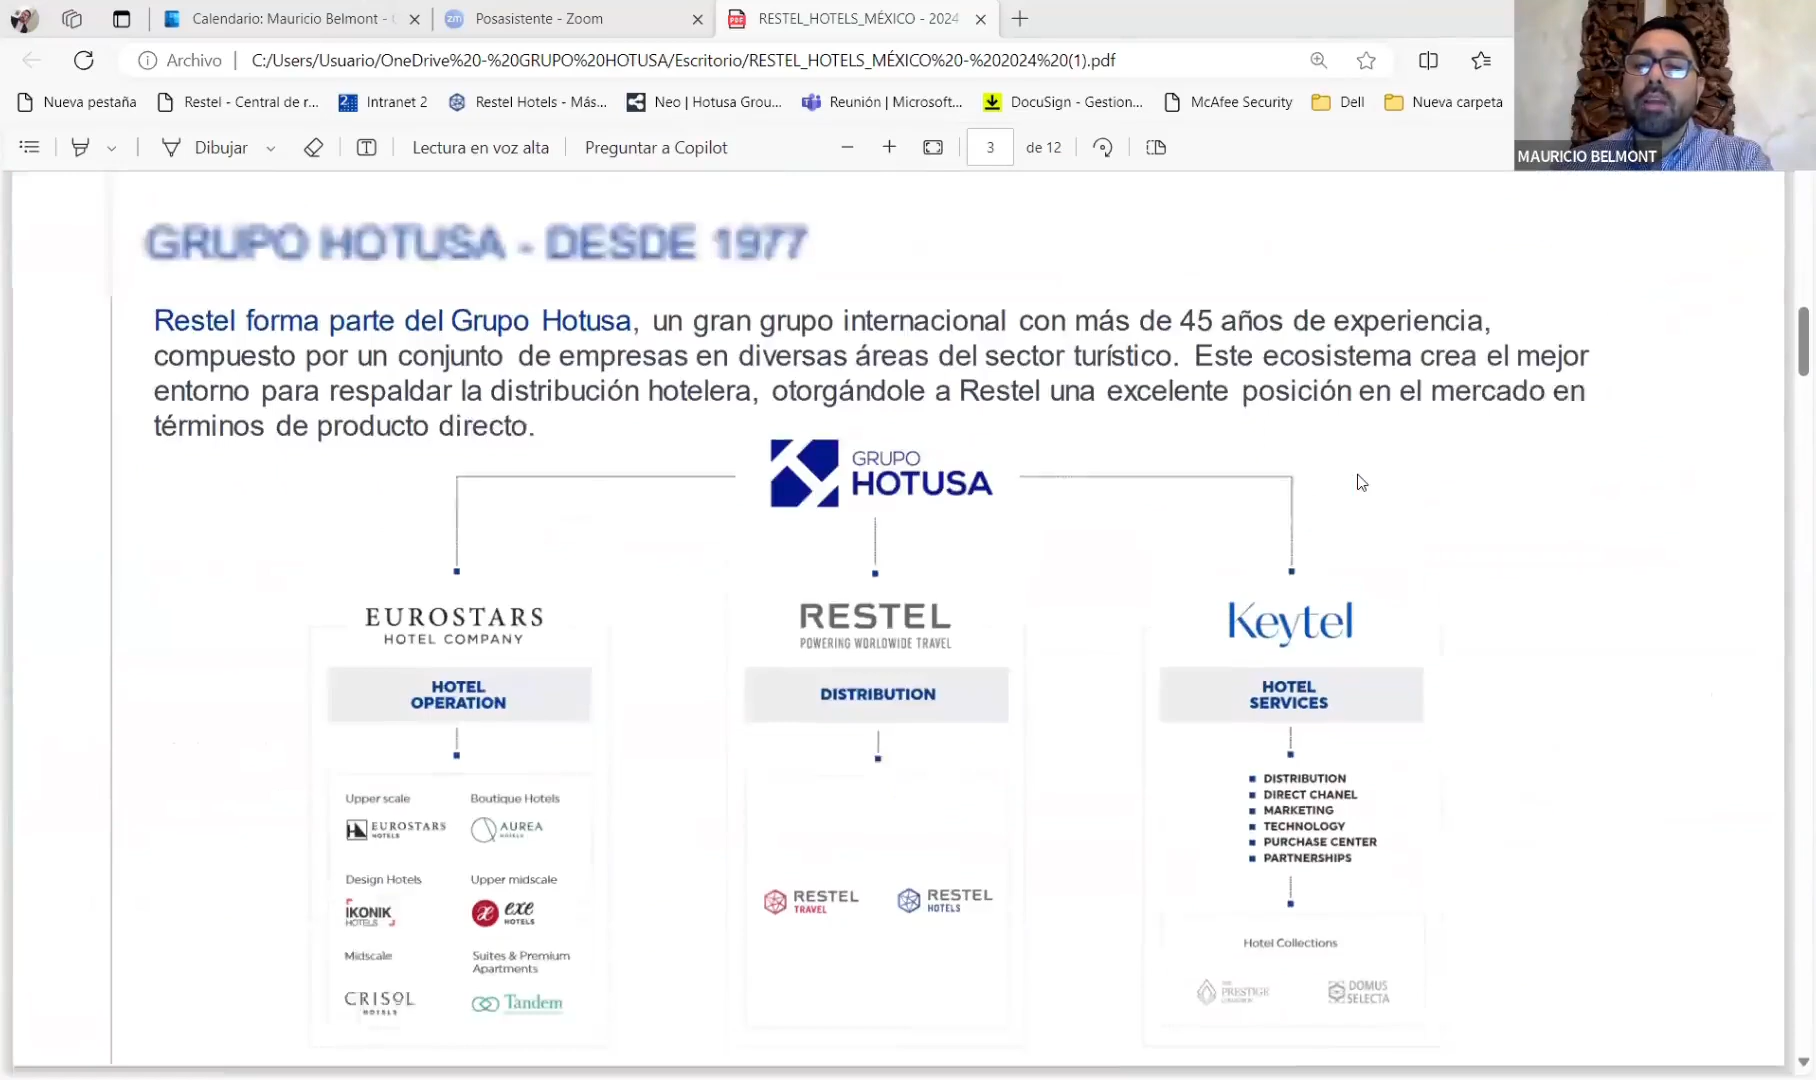 Calendario: Mauricio Belmont -
Posasistente - Zoom
RESTEL_HOTELS_MÉXICO - 2024
Archivo
C:/Users/Usuario/OneDrive%20-%20GRUPO%20HOTUSA/Escritorio/RESTEL_HOTELS_MÉXICO%20-%202024%20(1).pdf
Nueva pestaña
Restel - Central de r...
Intranet 2
Restel Hotels - Más...
Neo | Hotusa Grou...
Reunión | Microsoft...
DocuSign - Gestion...
McAfee Security
Dell
Nueva carpeta
Dibujar
Lectura en voz alta
Preguntar a Copilot
3
de 12
MAURICIO BELMONT
GRUPO HOTUSA - DESDE 1977
Restel forma parte del Grupo Hotusa, un gran grupo internacional con más de 45 años de experiencia,
compuesto por un conjunto de empresas en diversas áreas del sector turístico. Este ecosistema crea el mejor
entorno para respaldar la distribución hotelera, otorgándole a Restel una excelente posición en el mercado en
términos de producto directo.
GRUPO
HOTUSA
EUROSTARS
HOTEL COMPANY
HOTEL
OPERATION
Upper scale
Boutique Hotels
EUROSTARS
HOTELS
AUREA
HOTELS
Design Hotels
Upper midscale
IKONIK
HOTELS
exe
HOTELS
Midscale
Suites & Premium
Apartments
CRISOL
HOTELS
Tandem
RESTEL
POWERING WORLDWIDE TRAVEL
DISTRIBUTION
RESTEL
TRAVEL
RESTEL
HOTELS
Keytel
HOTEL
SERVICES
DISTRIBUTION
DIRECT CHANEL
MARKETING
TECHNOLOGY
PURCHASE CENTER
PARTNERSHIPS
Hotel Collections
PRESTIGE
DOMUS
SELECTA